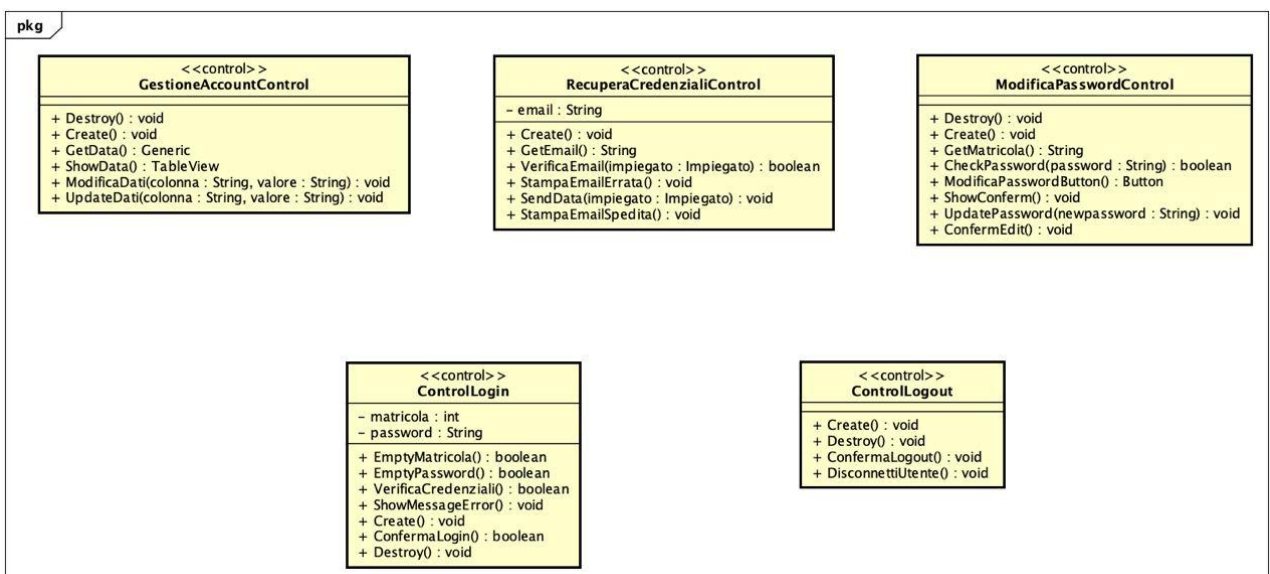 pkg
<<control>>
GestioneAccountControl
+ Destroy() : void
+ Create() : void
+ GetData() : Generic
+ ShowData() : TableView
+ ModificaDati(colonna : String, valore : String) : void
+ UpdateDati(colonna : String, valore : String) : void
<<control>>
RecuperaCredenzialiControl
- email : String
+ Create() : void
+ GetEmail() : String
+ VerificaEmail(impiegato : Impiegato) : boolean
+ StampaEmailErrata() : void
+ SendData(impiegato : Impiegato) : void
+ StampaEmailSpedita() : void
<<control>>
ModificaPasswordControl
+ Destroy() : void
+ Create() : void
+ GetMatricola() : String
+ CheckPassword(password : String) : boolean
+ ModificaPasswordButton() : Button
+ ShowConferm() : void
+ UpdatePassword(newpassword : String) : void
+ ConfermEdit() : void
<<control>>
ControlLogin
- matricola : int
- password : String
+ EmptyMatricola() : boolean
+ EmptyPassword() : boolean
+ VerificaCredenziali() : boolean
+ ShowMessageError() : void
+ Create() : void
+ ConfermaLogin() : boolean
+ Destroy() : void
<<control>>
ControlLogout
+ Create() : void
+ Destroy() : void
+ ConfermaLogout() : void
+ DisconnettiUtente() : void